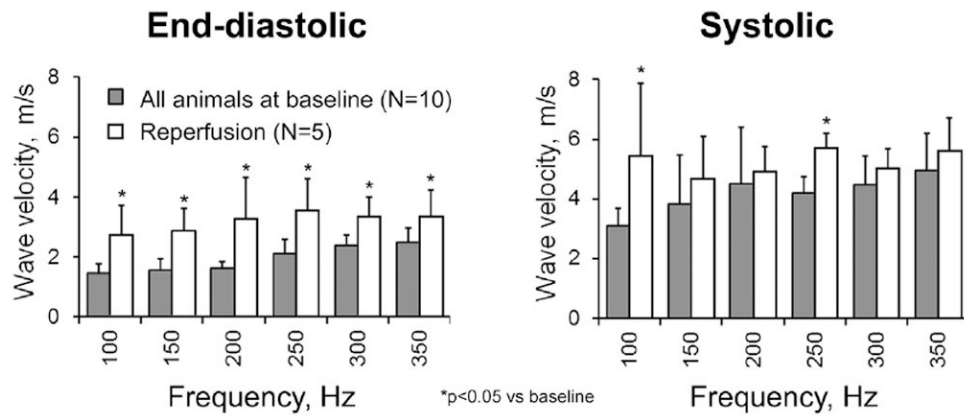 End-diastolic
Wave velocity, m/s
8
6
4
2
0
All animals at baseline (N=10)
Reperfusion (N=5)
* * * * * *
100 150 200 250 300 350
Frequency, Hz
*p<0.05 vs baseline
Systolic
Wave velocity, m/s
8
6
4
2
0
* *
100 150 200 250 300 350
Frequency, Hz